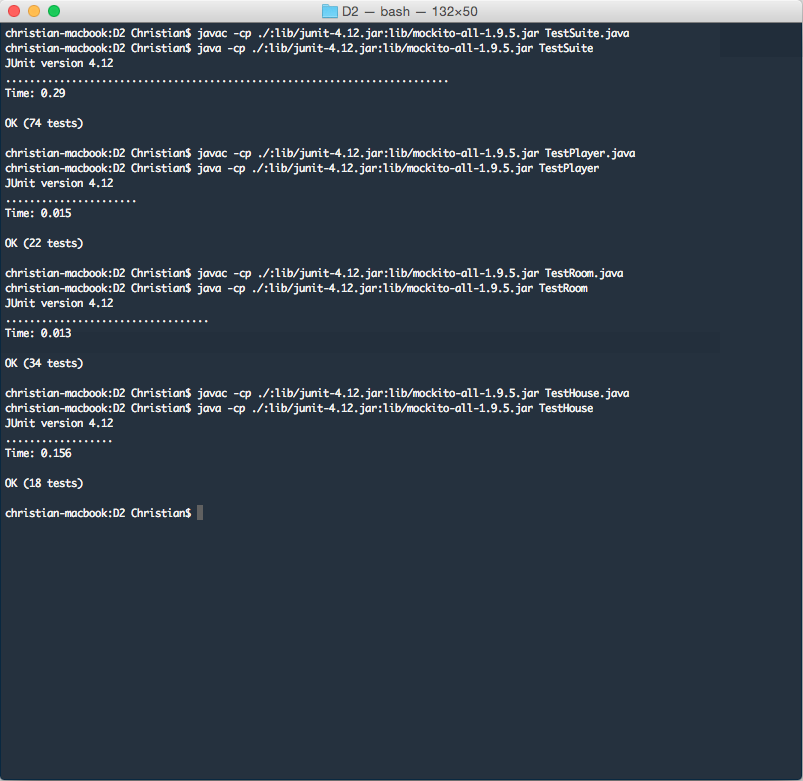 D2 — bash — 132×50
christian-macbook:D2 Christian$ javac -cp ./:lib/junit-4.12.jar:lib/mockito-all-1.9.5.jar TestSuite.java
christian-macbook:D2 Christian$ java -cp ./:lib/junit-4.12.jar:lib/mockito-all-1.9.5.jar TestSuite
JUnit version 4.12
..........................................................................
Time: 0.29
OK (74 tests)
christian-macbook:D2 Christian$ javac -cp ./:lib/junit-4.12.jar:lib/mockito-all-1.9.5.jar TestPlayer.java
christian-macbook:D2 Christian$ java -cp ./:lib/junit-4.12.jar:lib/mockito-all-1.9.5.jar TestPlayer
JUnit version 4.12
......................
Time: 0.015
OK (22 tests)
christian-macbook:D2 Christian$ javac -cp ./:lib/junit-4.12.jar:lib/mockito-all-1.9.5.jar TestRoom.java
christian-macbook:D2 Christian$ java -cp ./:lib/junit-4.12.jar:lib/mockito-all-1.9.5.jar TestRoom
JUnit version 4.12
..................................
Time: 0.013
OK (34 tests)
christian-macbook:D2 Christian$ javac -cp ./:lib/junit-4.12.jar:lib/mockito-all-1.9.5.jar TestHouse.java
christian-macbook:D2 Christian$ java -cp ./:lib/junit-4.12.jar:lib/mockito-all-1.9.5.jar TestHouse
JUnit version 4.12
..................
Time: 0.156
OK (18 tests)
christian-macbook:D2 Christian$